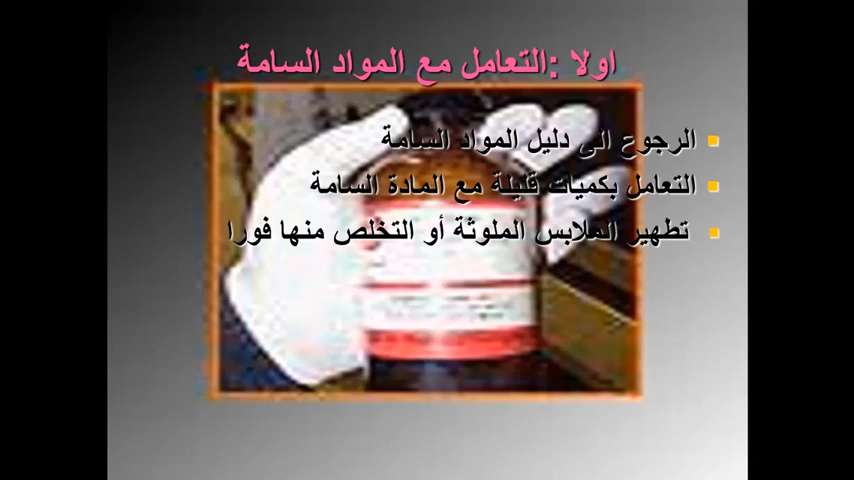 اولا :التعامل مع المواد السامة
الرجوع الى دليل المواد السامة
التعامل بكميات قليلة مع المادة السامة
تطهير الملابس الملوثة أو التخلص منها فورا